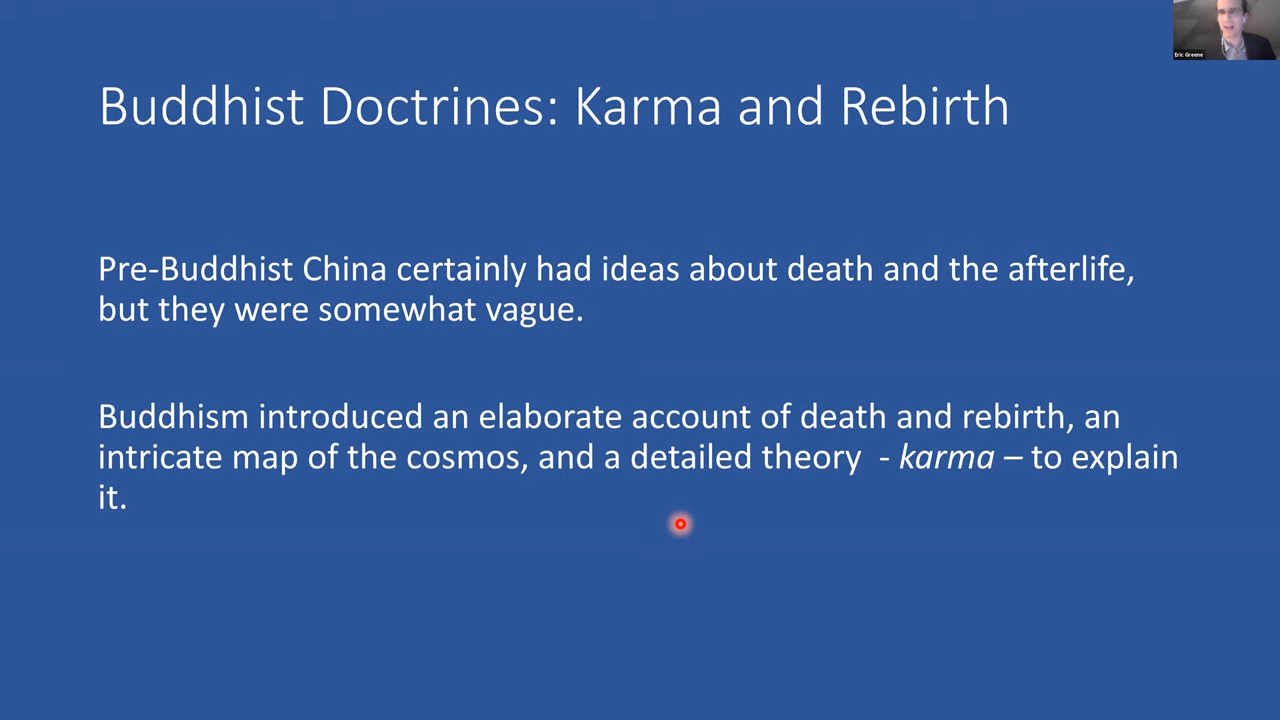 Eric Greene
Buddhist Doctrines: Karma and Rebirth
Pre-Buddhist China certainly had ideas about death and the afterlife,
but they were somewhat vague.
Buddhism introduced an elaborate account of death and rebirth, an
intricate map of the cosmos, and a detailed theory  - karma – to explain
it.